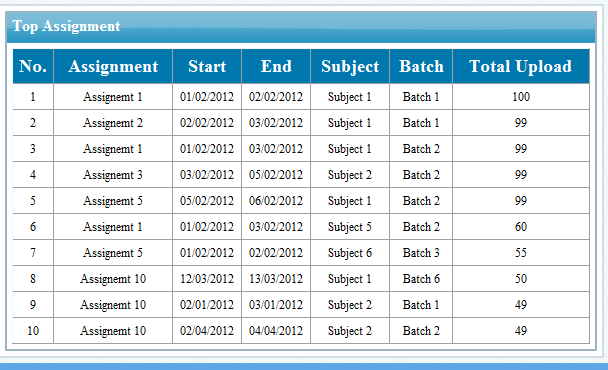 Top Assignment
No. Assignment Start End Subject Batch Total Upload
1 Assignemt 1 01/02/2012 02/02/2012 Subject 1 Batch 1 100
2 Assignemt 2 02/02/2012 03/02/2012 Subject 1 Batch 1 99
3 Assignemt 1 01/02/2012 03/02/2012 Subject 1 Batch 2 99
4 Assignemt 3 03/02/2012 05/02/2012 Subject 2 Batch 2 99
5 Assignemt 5 05/02/2012 06/02/2012 Subject 1 Batch 2 99
6 Assignemt 1 01/02/2012 03/02/2012 Subject 5 Batch 2 60
7 Assignemt 5 01/02/2012 02/02/2012 Subject 6 Batch 3 55
8 Assignemt 10 12/03/2012 13/03/2012 Subject 1 Batch 6 50
9 Assignemt 10 02/01/2012 03/01/2012 Subject 2 Batch 1 49
10 Assignemt 10 02/04/2012 04/04/2012 Subject 2 Batch 2 49